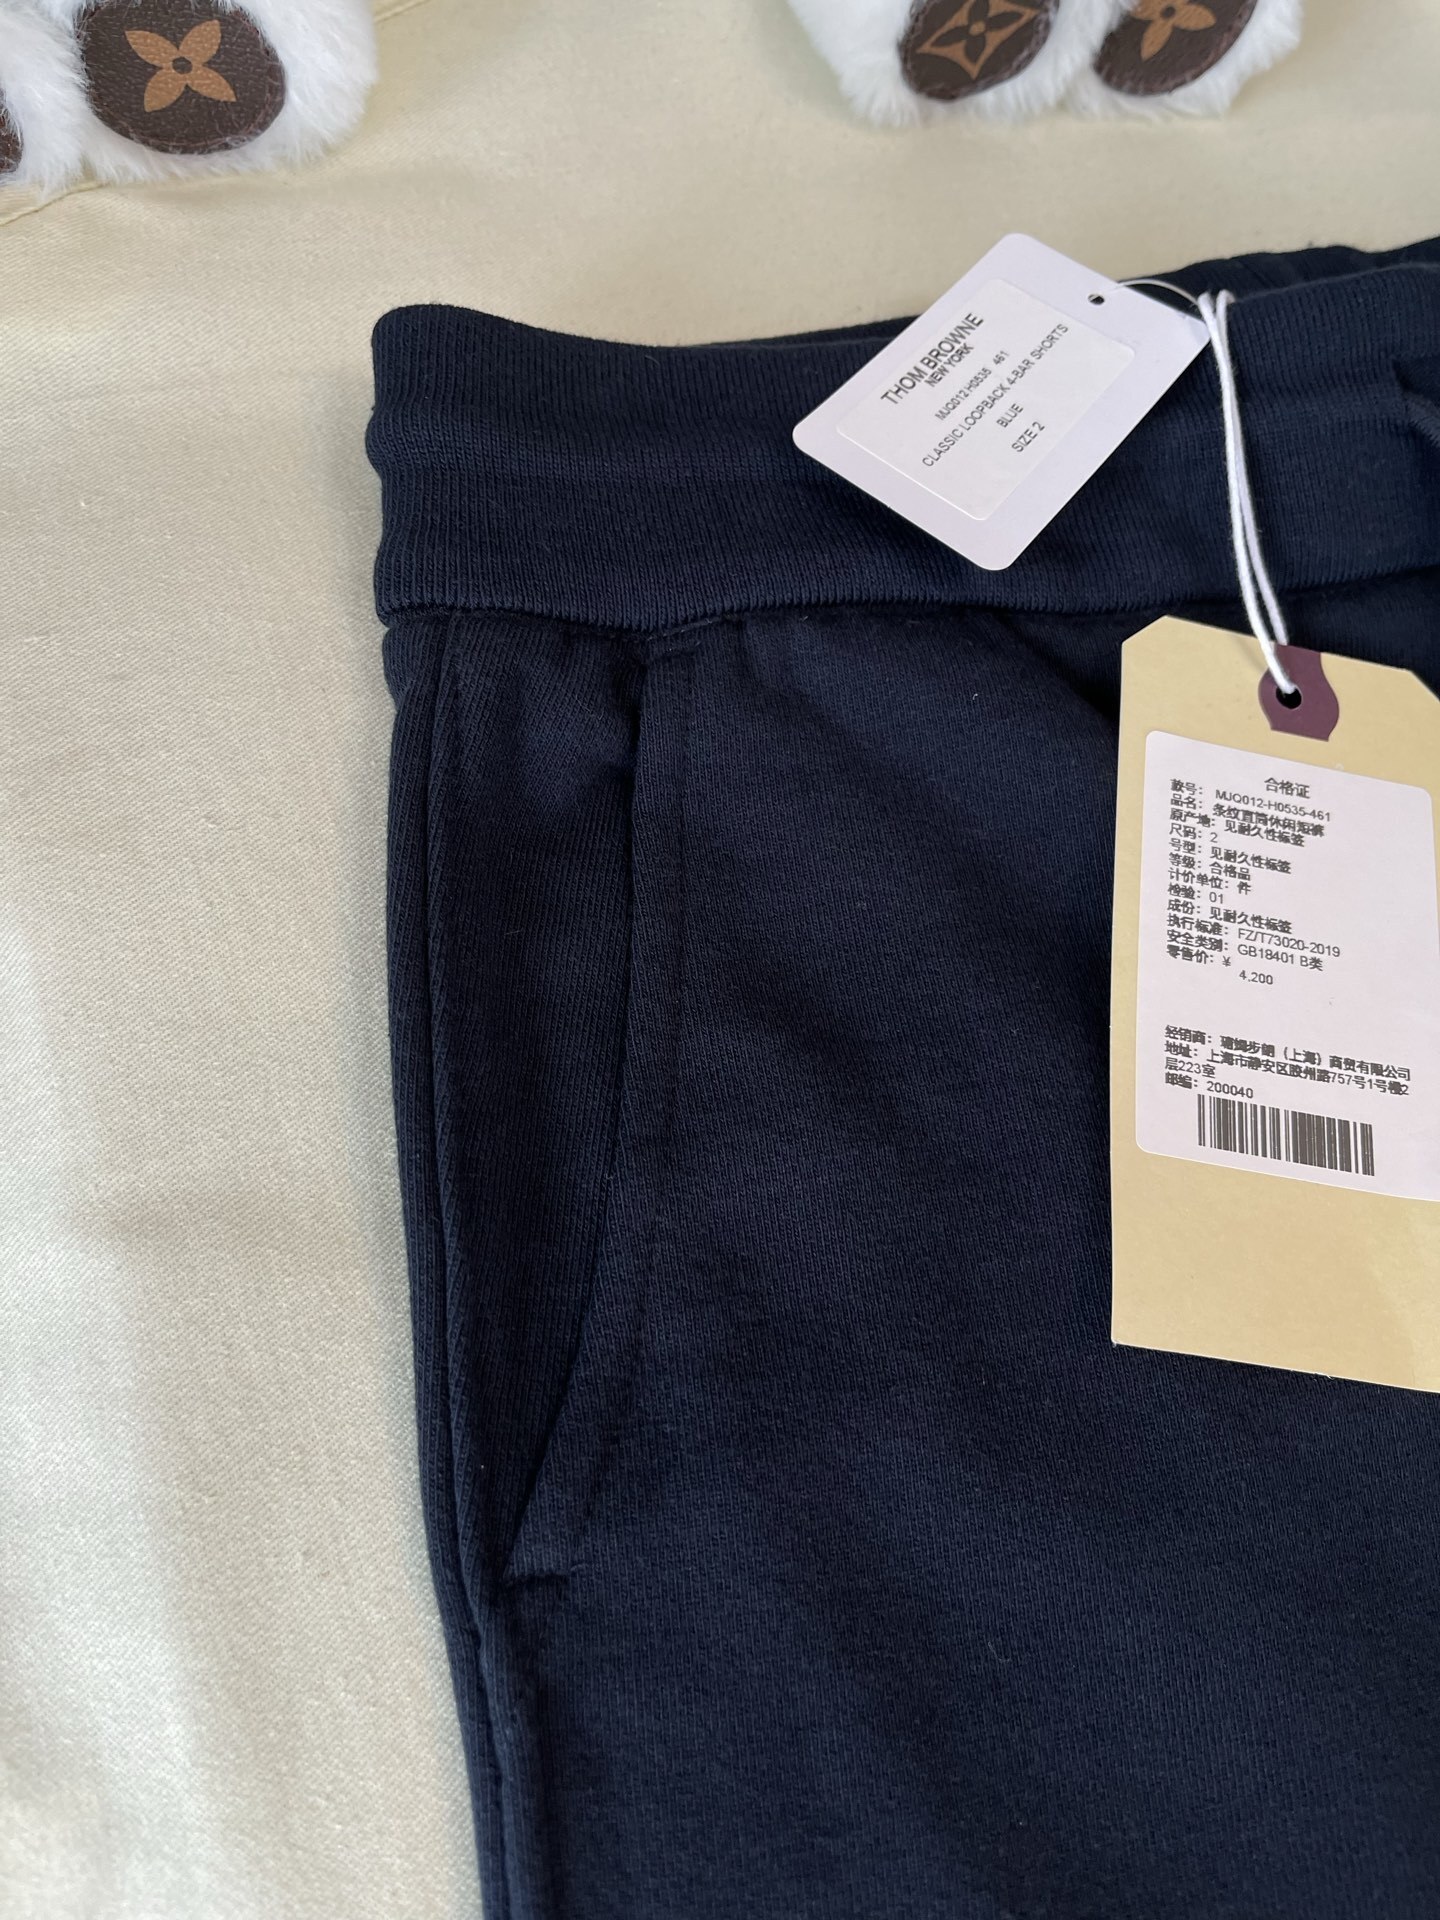 THOM BROWNE
NEW YORK
MJQ012 H0535 461
CLASSIC LOOPBACK 4-BAR SHORTS
BLUE
SIZE 2
合格证
款号: MJQ012-H0535-461
品名: 条纹直筒休闲短裤
原产地: 见耐久性标签
尺码: 2
号型: 见耐久性标签
等级: 合格品
计价单位: 件
检验: 01
成份: 见耐久性标签
执行标准: FZ/T73020-2019
安全类别: GB18401 B类
零售价: ¥
4,200
经销商: 瑂姆步朗 (上海) 商贸有限公司
地址: 上海市静安区胶州路757号1号楼2
层223室
邮编: 200040